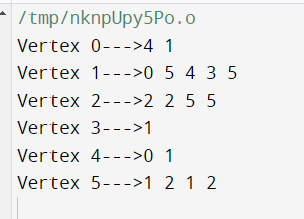 /tmp/nknpUpy5Po.o
Vertex 0--->4 1
Vertex 1--->0 5 4 3 5
Vertex 2--->2 2 5 5
Vertex 3--->1
Vertex 4--->0 1
Vertex 5--->1 2 1 2